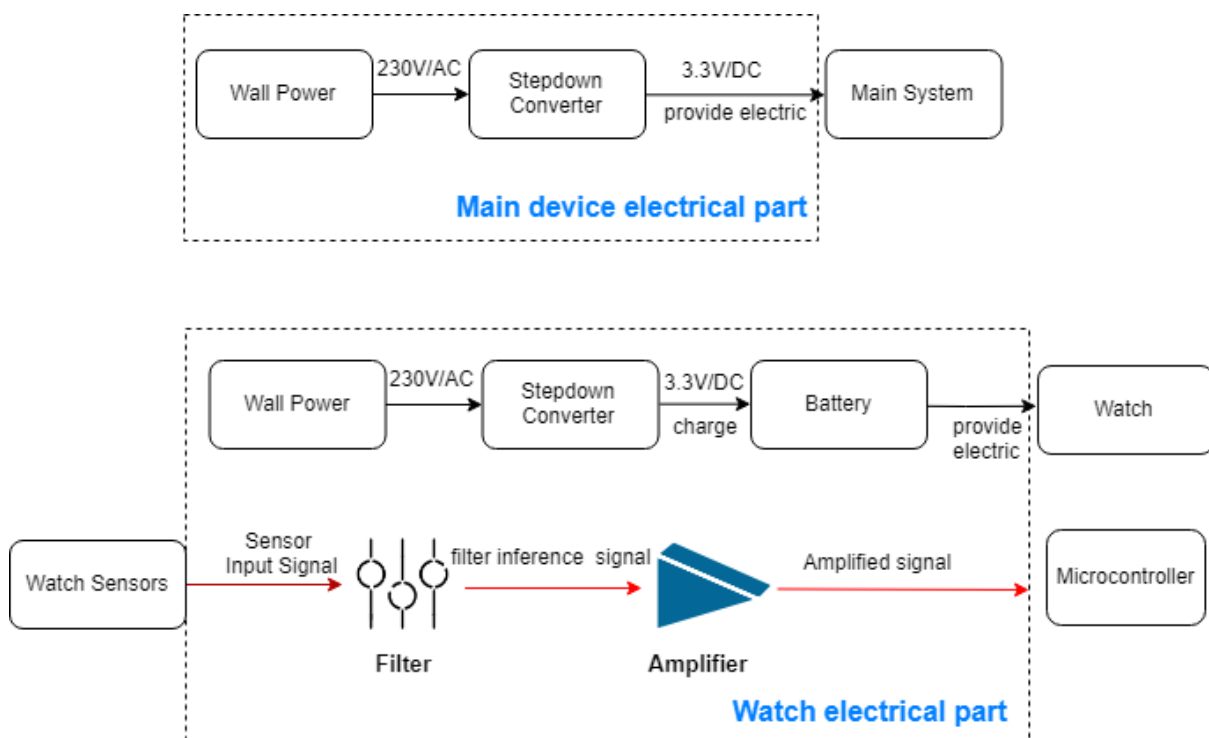 Wall Power
230V/AC
Stepdown
Converter
3.3V/DC
provide electric
Main System
Main device electrical part
Wall Power
230V/AC
Stepdown
Converter
3.3V/DC
charge
Battery
provide
electric
Watch
Watch Sensors
Sensor
Input Signal
filter inference signal
Amplified signal
Microcontroller
Filter
Amplifier
Watch electrical part